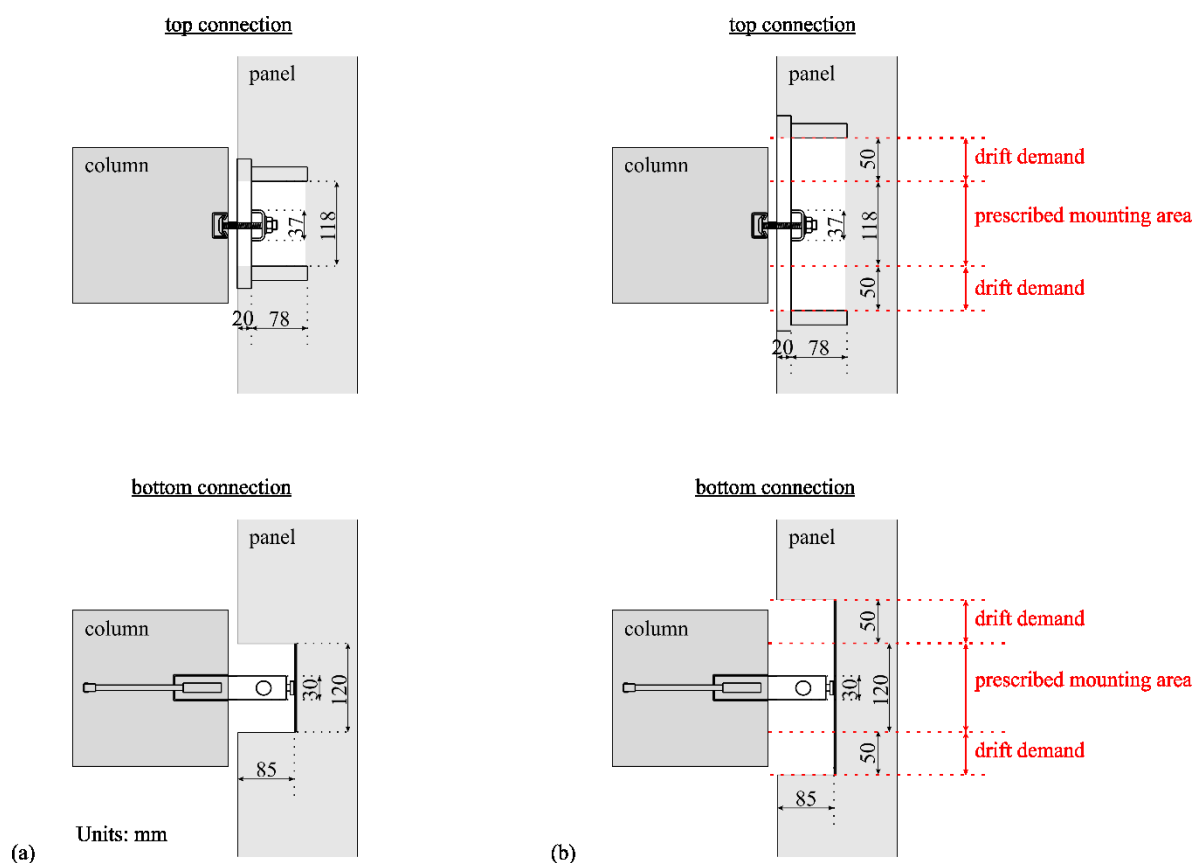 top connection
panel
column
37
118
20
78
bottom connection
panel
column
30
120
85
Units: mm
(a)
top connection
panel
column
50
drift demand
37
118
prescribed mounting area
50
drift demand
20
78
bottom connection
panel
column
50
drift demand
30
120
prescribed mounting area
50
drift demand
85
(b)